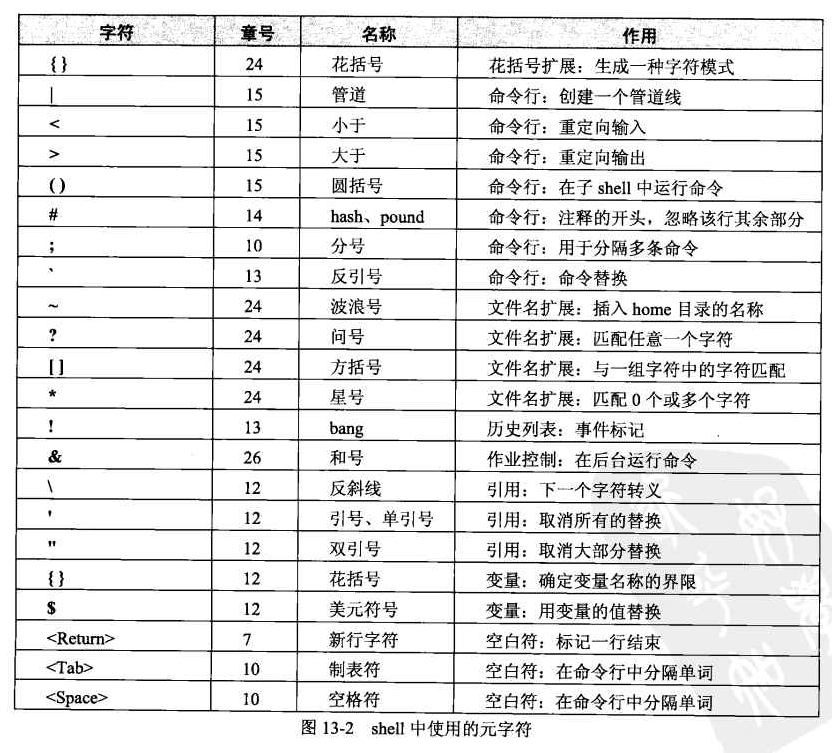 字符 章号 名称 作用
{} 24 花括号 花括号扩展：生成一种字符模式
| 15 管道 命令行：创建一个管道线
< 15 小于 命令行：重定向输入
> 15 大于 命令行：重定向输出
() 15 圆括号 命令行：在子 shell 中运行命令
# 14 hash、pound 命令行：注释的开头，忽略该行其余部分
; 10 分号 命令行：用于分隔多条命令
` 13 反引号 命令行：命令替换
~ 24 波浪号 文件名扩展：插入 home 目录的名称
? 24 问号 文件名扩展：匹配任意一个字符
[] 24 方括号 文件名扩展：与一组字符中的字符匹配
* 24 星号 文件名扩展：匹配 0 个或多个字符
! 13 bang 历史列表：事件标记
& 26 和号 作业控制：在后台运行命令
\ 12 反斜线 引用：下一个字符转义
' 12 引号、单引号 引用：取消所有的替换
" 12 双引号 引用：取消大部分替换
{} 12 花括号 变量：确定变量名称的界限
$ 12 美元符号 变量：用变量的值替换
<Return> 7 新行字符 空白符：标记一行结束
<Tab> 10 制表符 空白符：在命令行中分隔单词
<Space> 10 空格符 空白符：在命令行中分隔单词
图 13-2 shell 中使用的元字符